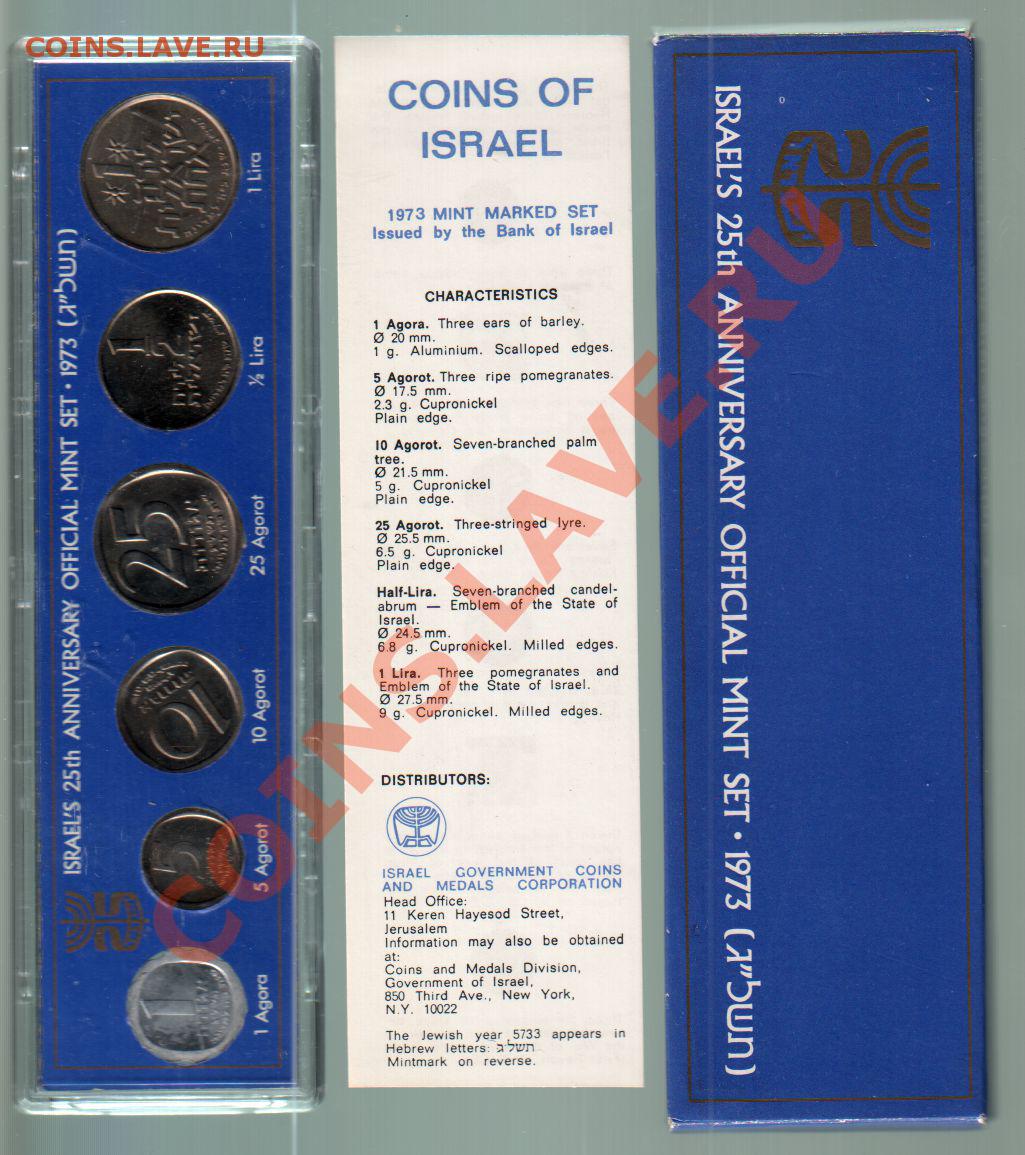 COINS.LAVE.RU
ISRAEL'S 25th ANNIVERSARY OFFICIAL MINT SET · 1973 (תשל״ג)
1 Lira
½ Lira
25 Agorot
10 Agorot
5 Agorot
1 Agora
1
1
2
25
10
5
1
COINS OF
ISRAEL
1973 MINT MARKED SET
Issued by the Bank of Israel
CHARACTERISTICS
1 Agora. Three ears of barley.
Ø 20 mm.
1 g. Aluminium. Scalloped edges.
5 Agorot. Three ripe pomegranates.
Ø 17.5 mm.
2.3 g. Cupronickel
Plain edge.
10 Agorot. Seven-branched palm
tree.
Ø 21.5 mm.
5 g. Cupronickel
Plain edge.
25 Agorot. Three-stringed lyre.
Ø 25.5 mm.
6.5 g. Cupronickel
Plain edge.
Half-Lira. Seven-branched candel-
abrum — Emblem of the State of
Israel.
Ø 24.5 mm.
6.8 g. Cupronickel. Milled edges.
1 Lira. Three pomegranates and
Emblem of the State of Israel.
Ø 27.5 mm.
9 g. Cupronickel. Milled edges.
DISTRIBUTORS:
ISRAEL GOVERNMENT COINS
AND MEDALS CORPORATION
Head Office:
11 Keren Hayesod Street,
Jerusalem
Information may also be obtained
at:
Coins and Medals Division,
Government of Israel,
850 Third Ave., New York,
N.Y. 10022
The Jewish year 5733 appears in
Hebrew letters: תשל״ג
Mintmark on reverse.
ISRAEL'S 25th ANNIVERSARY OFFICIAL MINT SET · 1973 (תשל״ג)
COINS.LAVE.RU